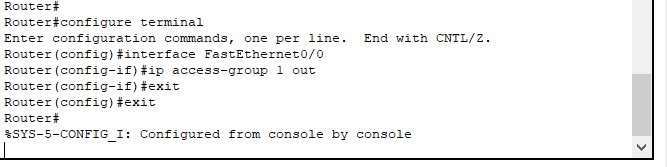 Router#
Router#configure terminal
Enter configuration commands, one per line.  End with CNTL/Z.
Router(config)#interface FastEthernet0/0
Router(config-if)#ip access-group 1 out
Router(config-if)#exit
Router(config)#exit
Router#
%SYS-5-CONFIG_I: Configured from console by console